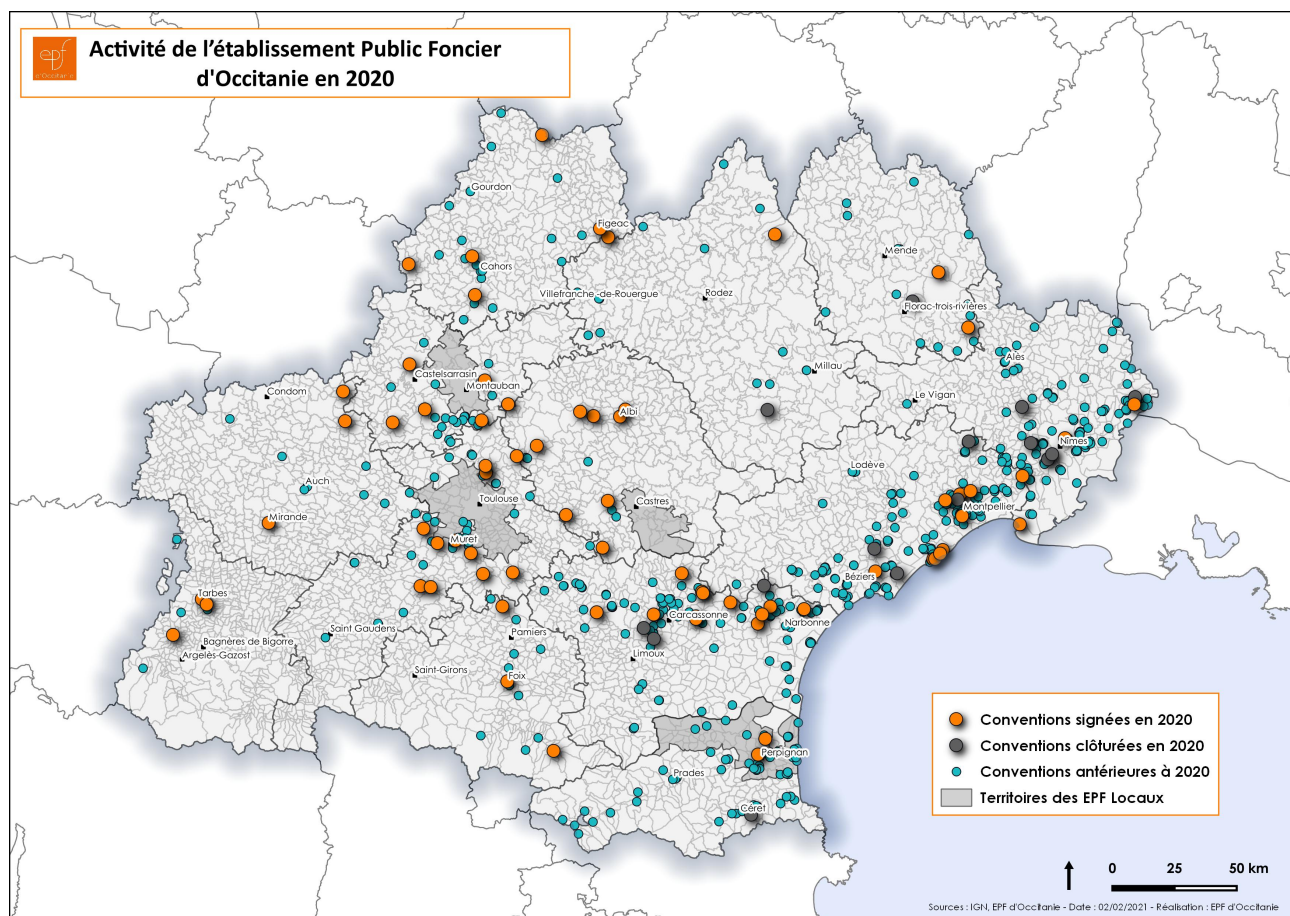 epf
d'Occitanie
Activité de l'établissement Public Foncier
d'Occitanie en 2020
Gourdon
Figeac
Cahors
Mende
Villefranche -de-Rouergue
Rodez
Florac-trois-rivières
Alès
Castelsarrasin
Millau
Condom
Montauban
Le Vigan
Albi
Nîmes
Lodève
Auch
Toulouse
Castres
Montpellier
Mirande
Muret
Béziers
Tarbes
Carcassonne
Narbonne
Saint Gaudens
Pamiers
Bagnères de Bigorre
Argelès-Gazost
Limoux
Saint-Girons
Foix
Perpignan
Prades
Céret
Conventions signées en 2020
Conventions clôturées en 2020
Conventions antérieures à 2020
Territoires des EPF Locaux
0 25 50 km
Sources : IGN, EPF d'Occitanie - Date : 02/02/2021 - Réalisation : EPF d'Occitanie